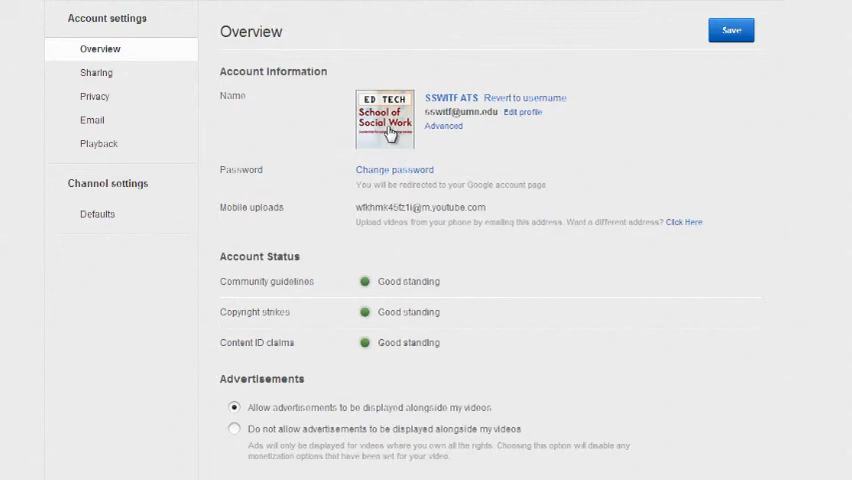 Account settings
Overview
Sharing
Privacy
Email
Playback
Channel settings
Defaults
Overview
Save
Account Information
Name
ED TECH
School of
Social Work
SSWITF ATS Revert to username
sswitf@umn.edu Edit profile
Advanced
Password
Change password
You will be redirected to your Google account page
Mobile uploads
Upload videos from your phone by emailing this address. Want a different address? Click Here
Account Status
Community guidelines
Good standing
Copyright strikes
Good standing
Content ID claims
Good standing
Advertisements
Allow advertisements to be displayed alongside my videos
Do not allow advertisements to be displayed alongside my videos
Ads will only be displayed for videos where you own all the rights. Choosing this option will disable any
monetization options that have been set for your video.